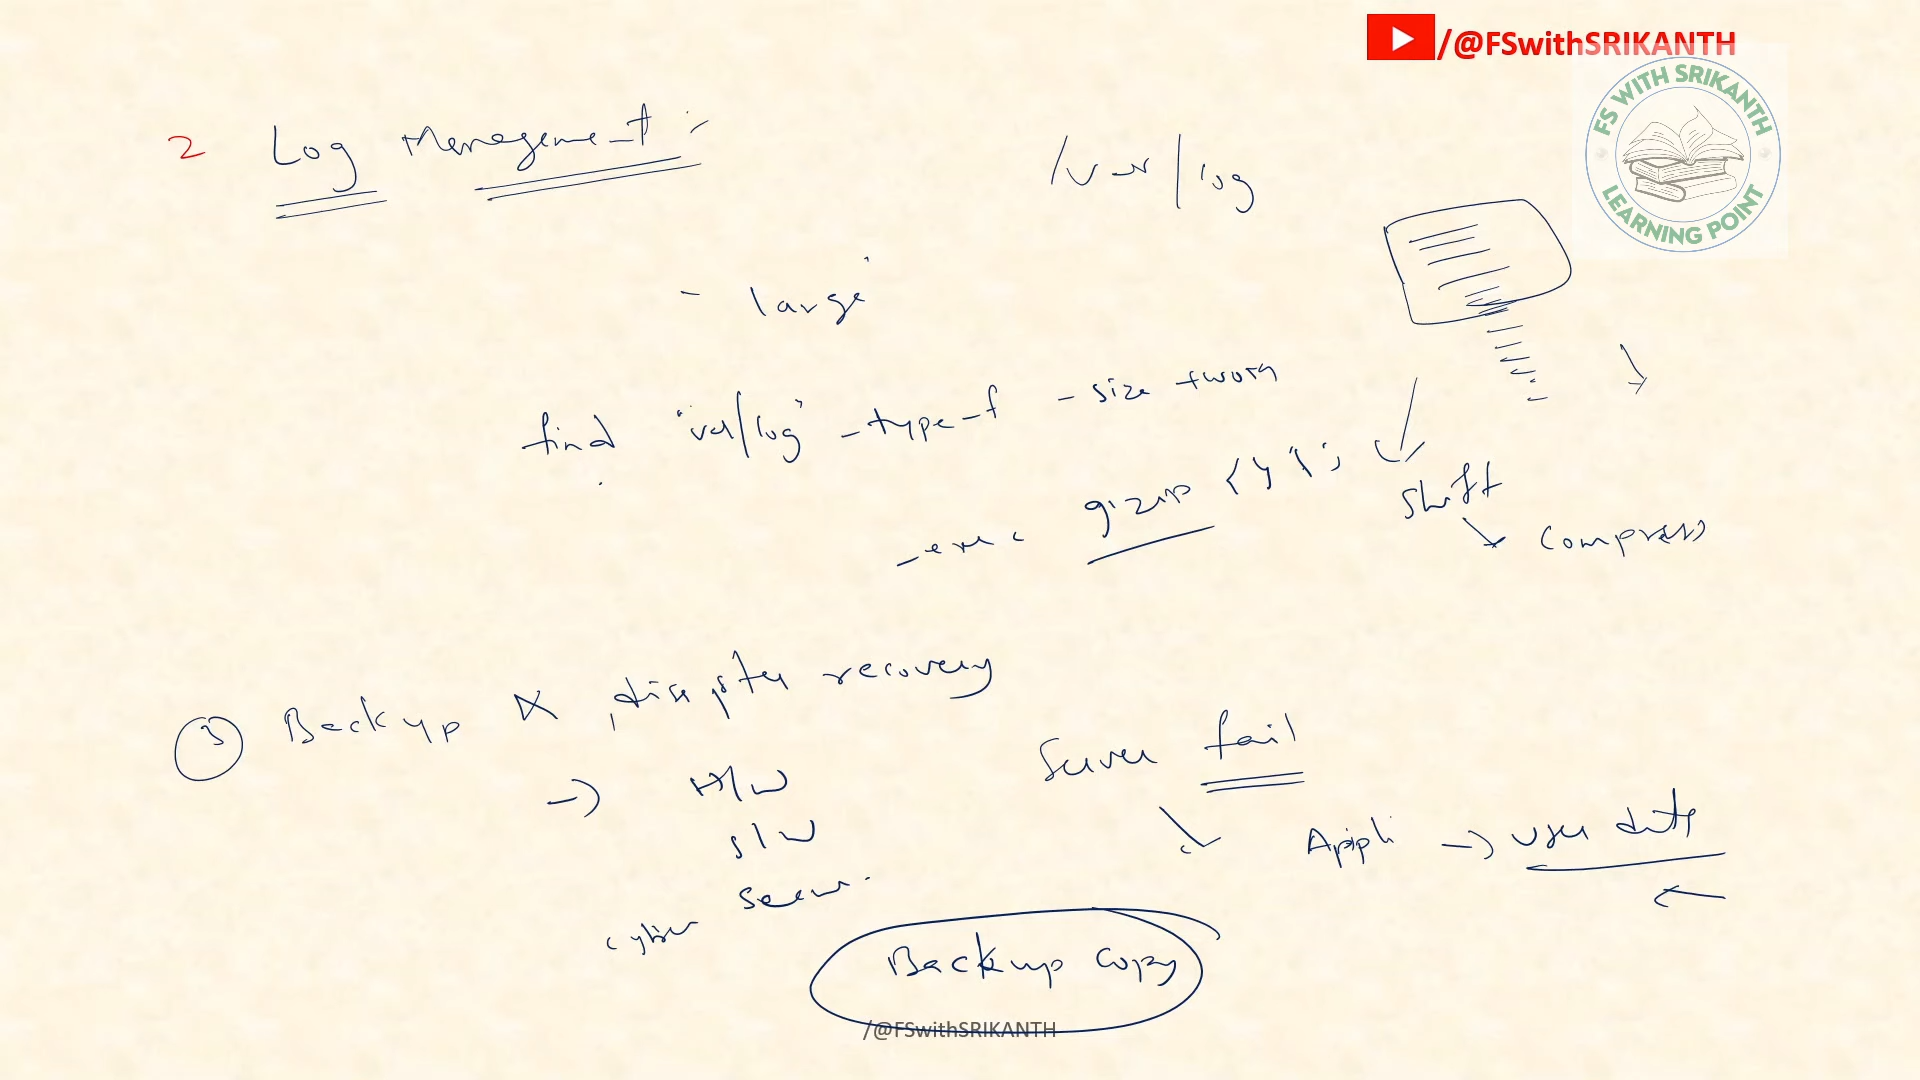 /@FSwithSRIKANTH
FS WITH SRIKANTH
LEARNING POINT
2 Log Management :-
/var/log
- large
find "var/log" -type-f -size +100M
-exec gzip {} \;
Shift
Compress
3 Backup & disaster recovery
-> H/W
S/W
cyber Secur.
Server fail
Appli -> user data
Backup copy
/@FSwithSRIKANTH